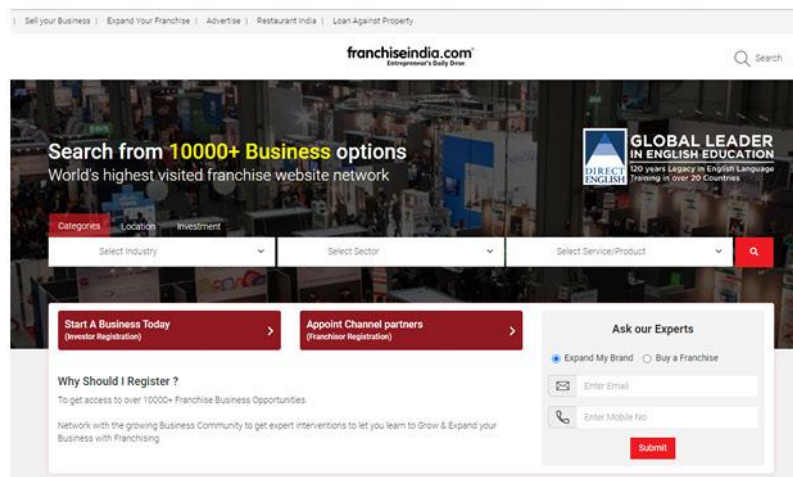 | Sell your Business | Expand Your Franchise | Advertise | Restaurant India | Loan Against Property
franchiseindia.com
Entrepreneur's Daily Dose
Search
Search from 10000+ Business options
World's highest visited franchise website network
DIRECT
ENGLISH
GLOBAL LEADER
IN ENGLISH EDUCATION
120 years Legacy in English Language
Training in over 20 Countries
Categories Location Investment
Select Industry Select Sector Select Service/Product
Start A Business Today
(Investor Registration)
Appoint Channel partners
(Franchisor Registration)
Why Should I Register ?
To get access to over 10000+ Franchise Business Opportunities.
Network with the growing Business Community to get expert interventions to let you learn to Grow & Expand your
Business with Franchising.
Ask our Experts
Expand My Brand Buy a Franchise
Enter Email
Enter Mobile No
Submit